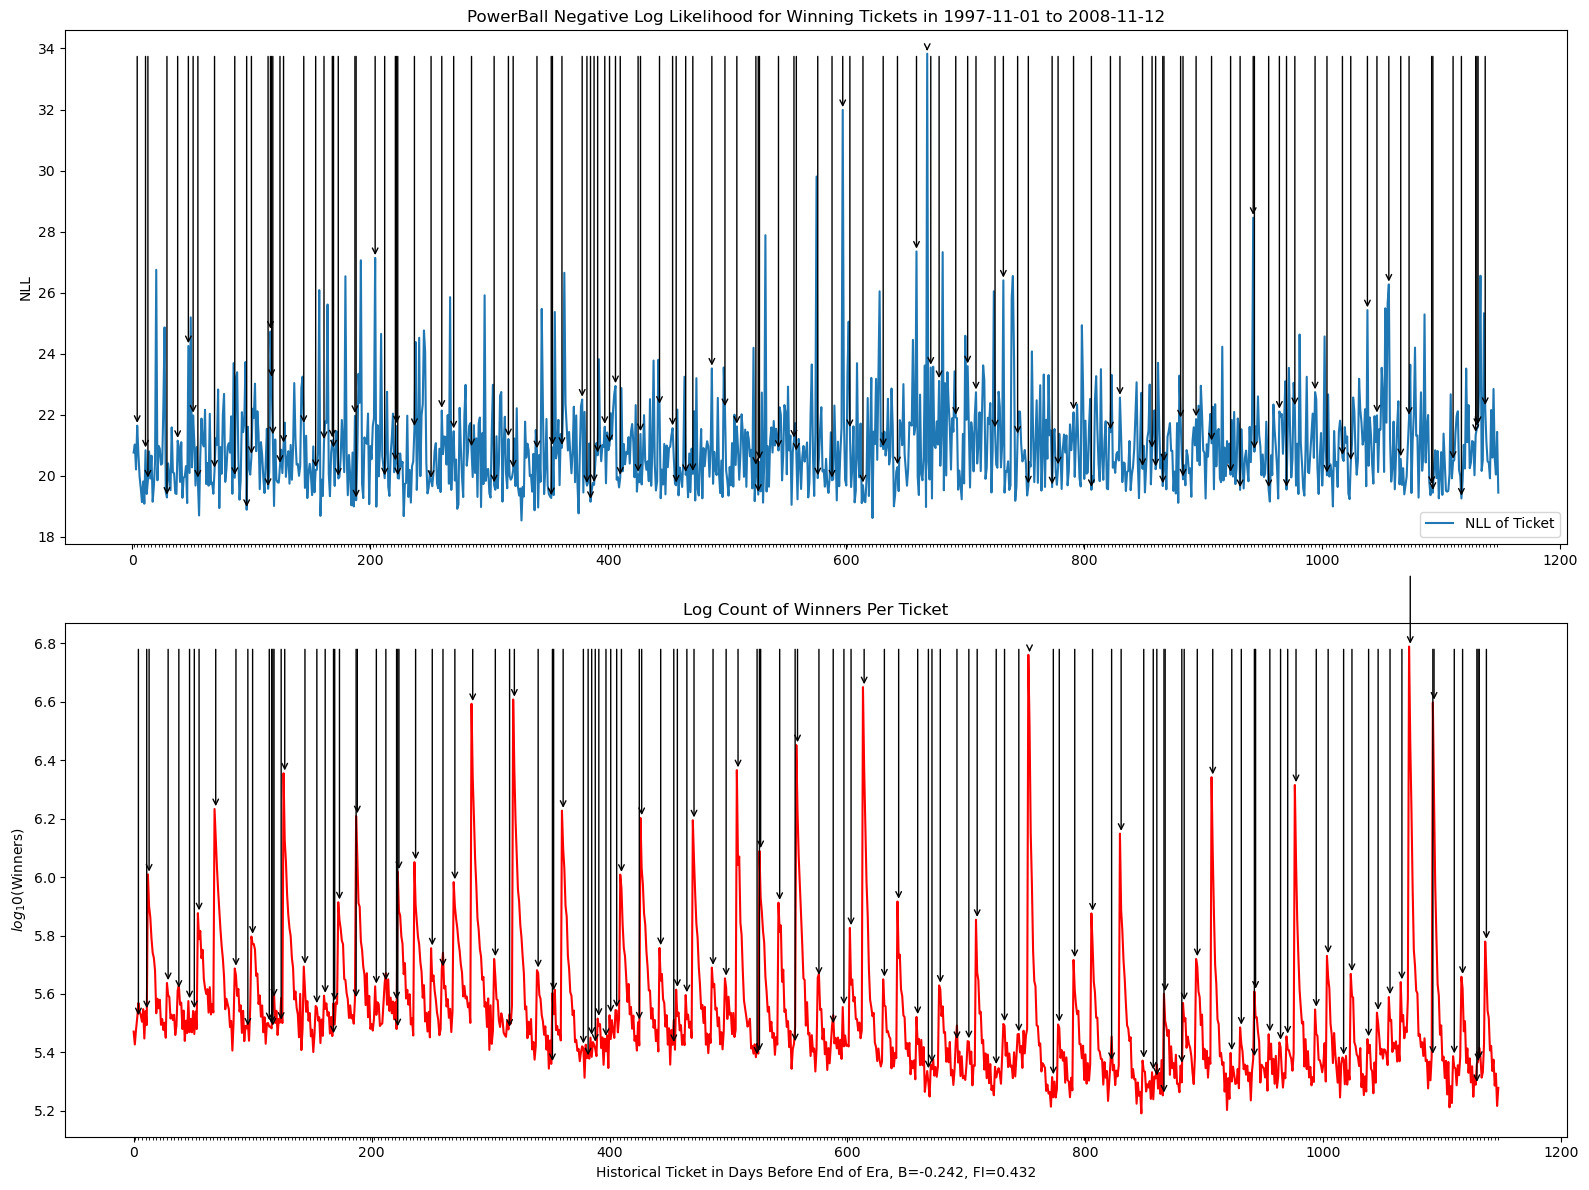 PowerBall Negative Log Likelihood for Winning Tickets in 1997-11-01 to 2008-11-12
34
32
30
28
26
24
22
20
18
NLL
NLL of Ticket
0 200 400 600 800 1000 1200
Log Count of Winners Per Ticket
6.8
6.6
6.4
6.2
6.0
5.8
5.6
5.4
5.2
log₁0(Winners)
0 200 400 600 800 1000 1200
Historical Ticket in Days Before End of Era, B=-0.242, FI=0.432